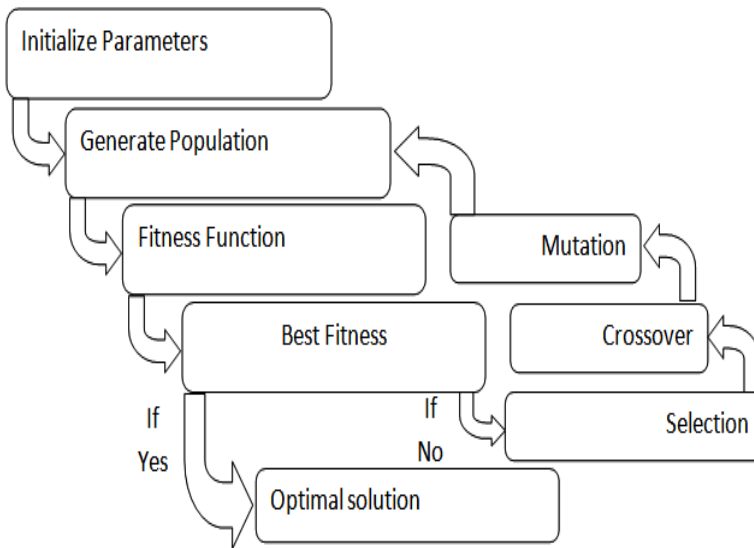 Initialize Parameters
Generate Population
Fitness Function
Mutation
Best Fitness
Crossover
If
Yes
If
No
Selection
Optimal solution